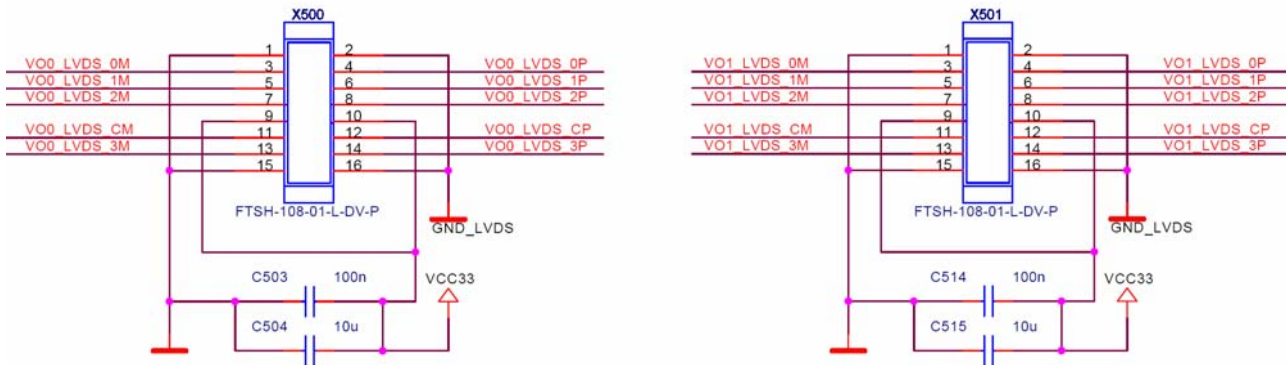 X500
1 2
VO0_LVDS_0M 3 4 VO0_LVDS_0P
VO0_LVDS_1M 5 6 VO0_LVDS_1P
VO0_LVDS_2M 7 8 VO0_LVDS_2P
9 10
VO0_LVDS_CM 11 12 VO0_LVDS_CP
VO0_LVDS_3M 13 14 VO0_LVDS_3P
15 16
FTSH-108-01-L-DV-P
GND_LVDS
C503 100n VCC33
C504 10u
X501
1 2
VO1_LVDS_0M 3 4 VO1_LVDS_0P
VO1_LVDS_1M 5 6 VO1_LVDS_1P
VO1_LVDS_2M 7 8 VO1_LVDS_2P
9 10
VO1_LVDS_CM 11 12 VO1_LVDS_CP
VO1_LVDS_3M 13 14 VO1_LVDS_3P
15 16
FTSH-108-01-L-DV-P
GND_LVDS
C514 100n VCC33
C515 10u